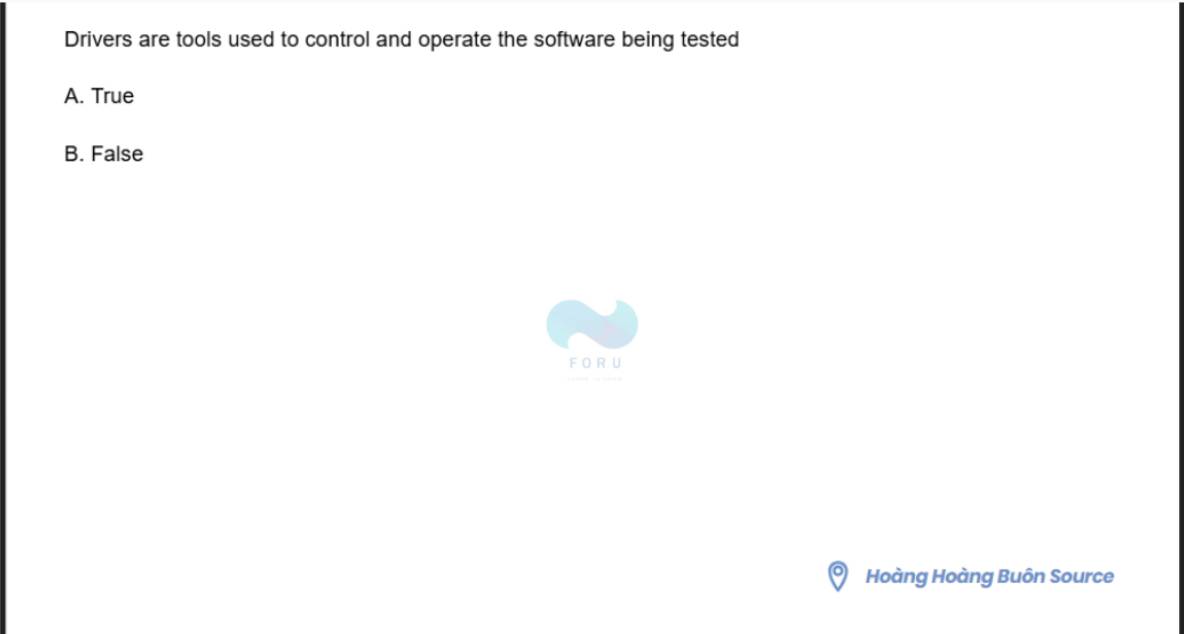 Drivers are tools used to control and operate the software being tested
A. True
B. False
FORU
Hoàng Hoàng Buôn Source